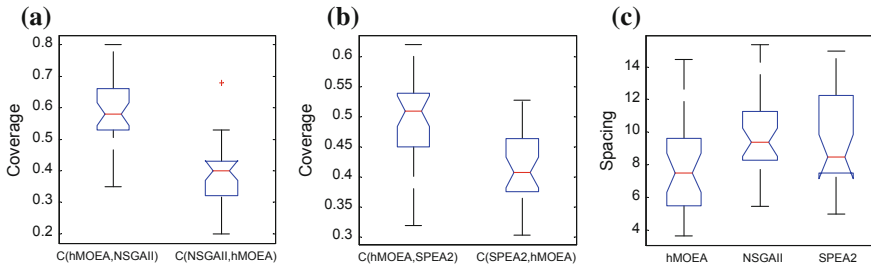 (a)
Coverage
0.8
0.7
0.6
0.5
0.4
0.3
0.2
C(hMOEA,NSGAII) C(NSGAII,hMOEA)
(b)
Coverage
0.6
0.55
0.5
0.45
0.4
0.35
0.3
C(hMOEA,SPEA2) C(SPEA2,hMOEA)
(c)
Spacing
14
12
10
8
6
4
hMOEA NSGAII SPEA2